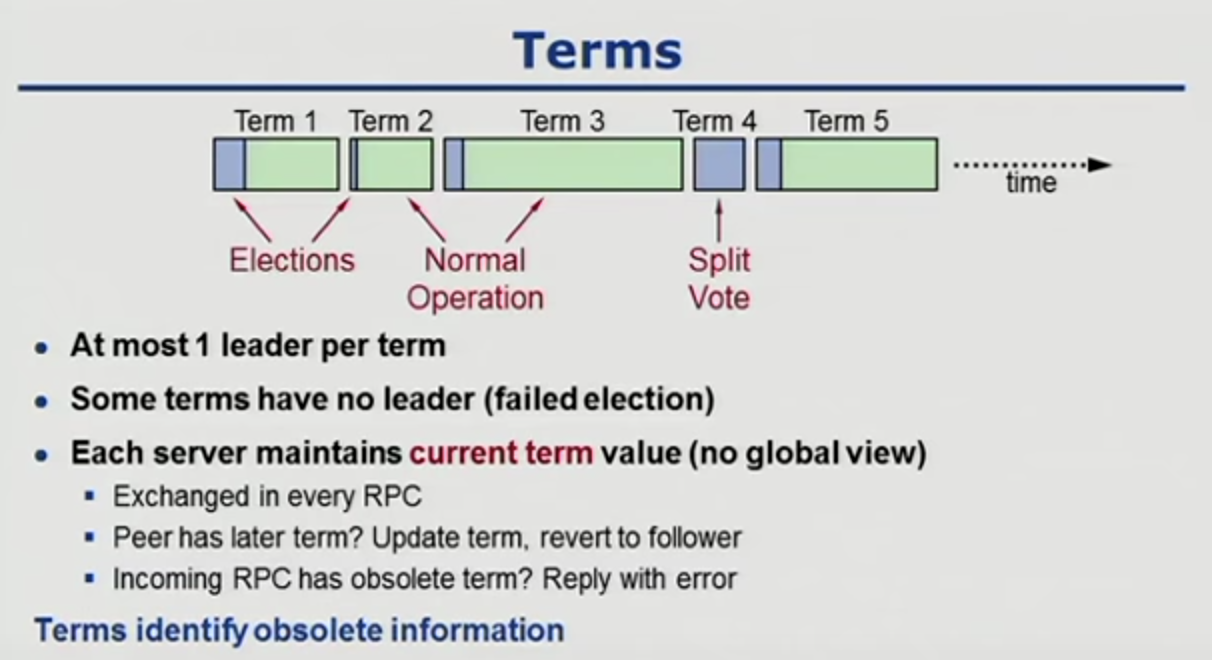 Terms
Term 1 Term 2 Term 3 Term 4 Term 5
time
Elections Normal Split
Operation Vote
At most 1 leader per term
Some terms have no leader (failed election)
Each server maintains current term value (no global view)
Exchanged in every RPC
Peer has later term? Update term, revert to follower
Incoming RPC has obsolete term? Reply with error
Terms identify obsolete information